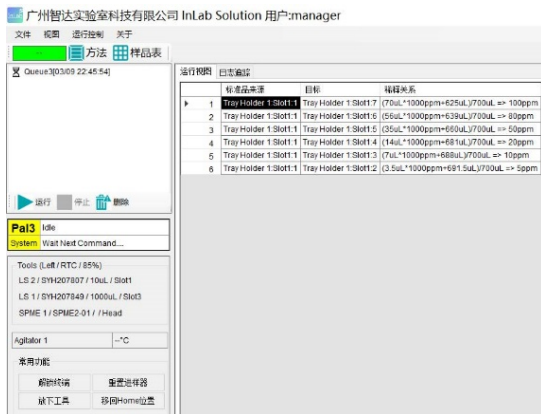 广州智达实验室科技有限公司 InLab Solution 用户:manager
文件 视图 运行控制 关于
方法 样品表
Queue3[03/09 22:45:54]
运行视图 日志追踪
标准品来源 目标 稀释关系
1 Tray Holder 1:Slot1:1 Tray Holder 1:Slot1:7 (70uL*1000ppm+625uL)/700uL => 100ppm
2 Tray Holder 1:Slot1:1 Tray Holder 1:Slot1:6 (56uL*1000ppm+639uL)/700uL => 80ppm
3 Tray Holder 1:Slot1:1 Tray Holder 1:Slot1:5 (35uL*1000ppm+660uL)/700uL => 50ppm
4 Tray Holder 1:Slot1:1 Tray Holder 1:Slot1:4 (14uL*1000ppm+681uL)/700uL => 20ppm
5 Tray Holder 1:Slot1:1 Tray Holder 1:Slot1:3 (7uL*1000ppm+688uL)/700uL => 10ppm
6 Tray Holder 1:Slot1:1 Tray Holder 1:Slot1:2 (3.5uL*1000ppm+691.5uL)/700uL => 5ppm
运行 停止 删除
Pal3 Idle
System Wait Next Command....
Tools (Left / RTC / 85%)
LS 2 / SYH207807 / 10uL / Slot1
LS 1 / SYH207849 / 1000uL / Slot3
SPME 1 / SPME2-01 / / Head
Agitator 1 --°C
常用功能
解锁终端 重置进样器
放下工具 移回Home位置